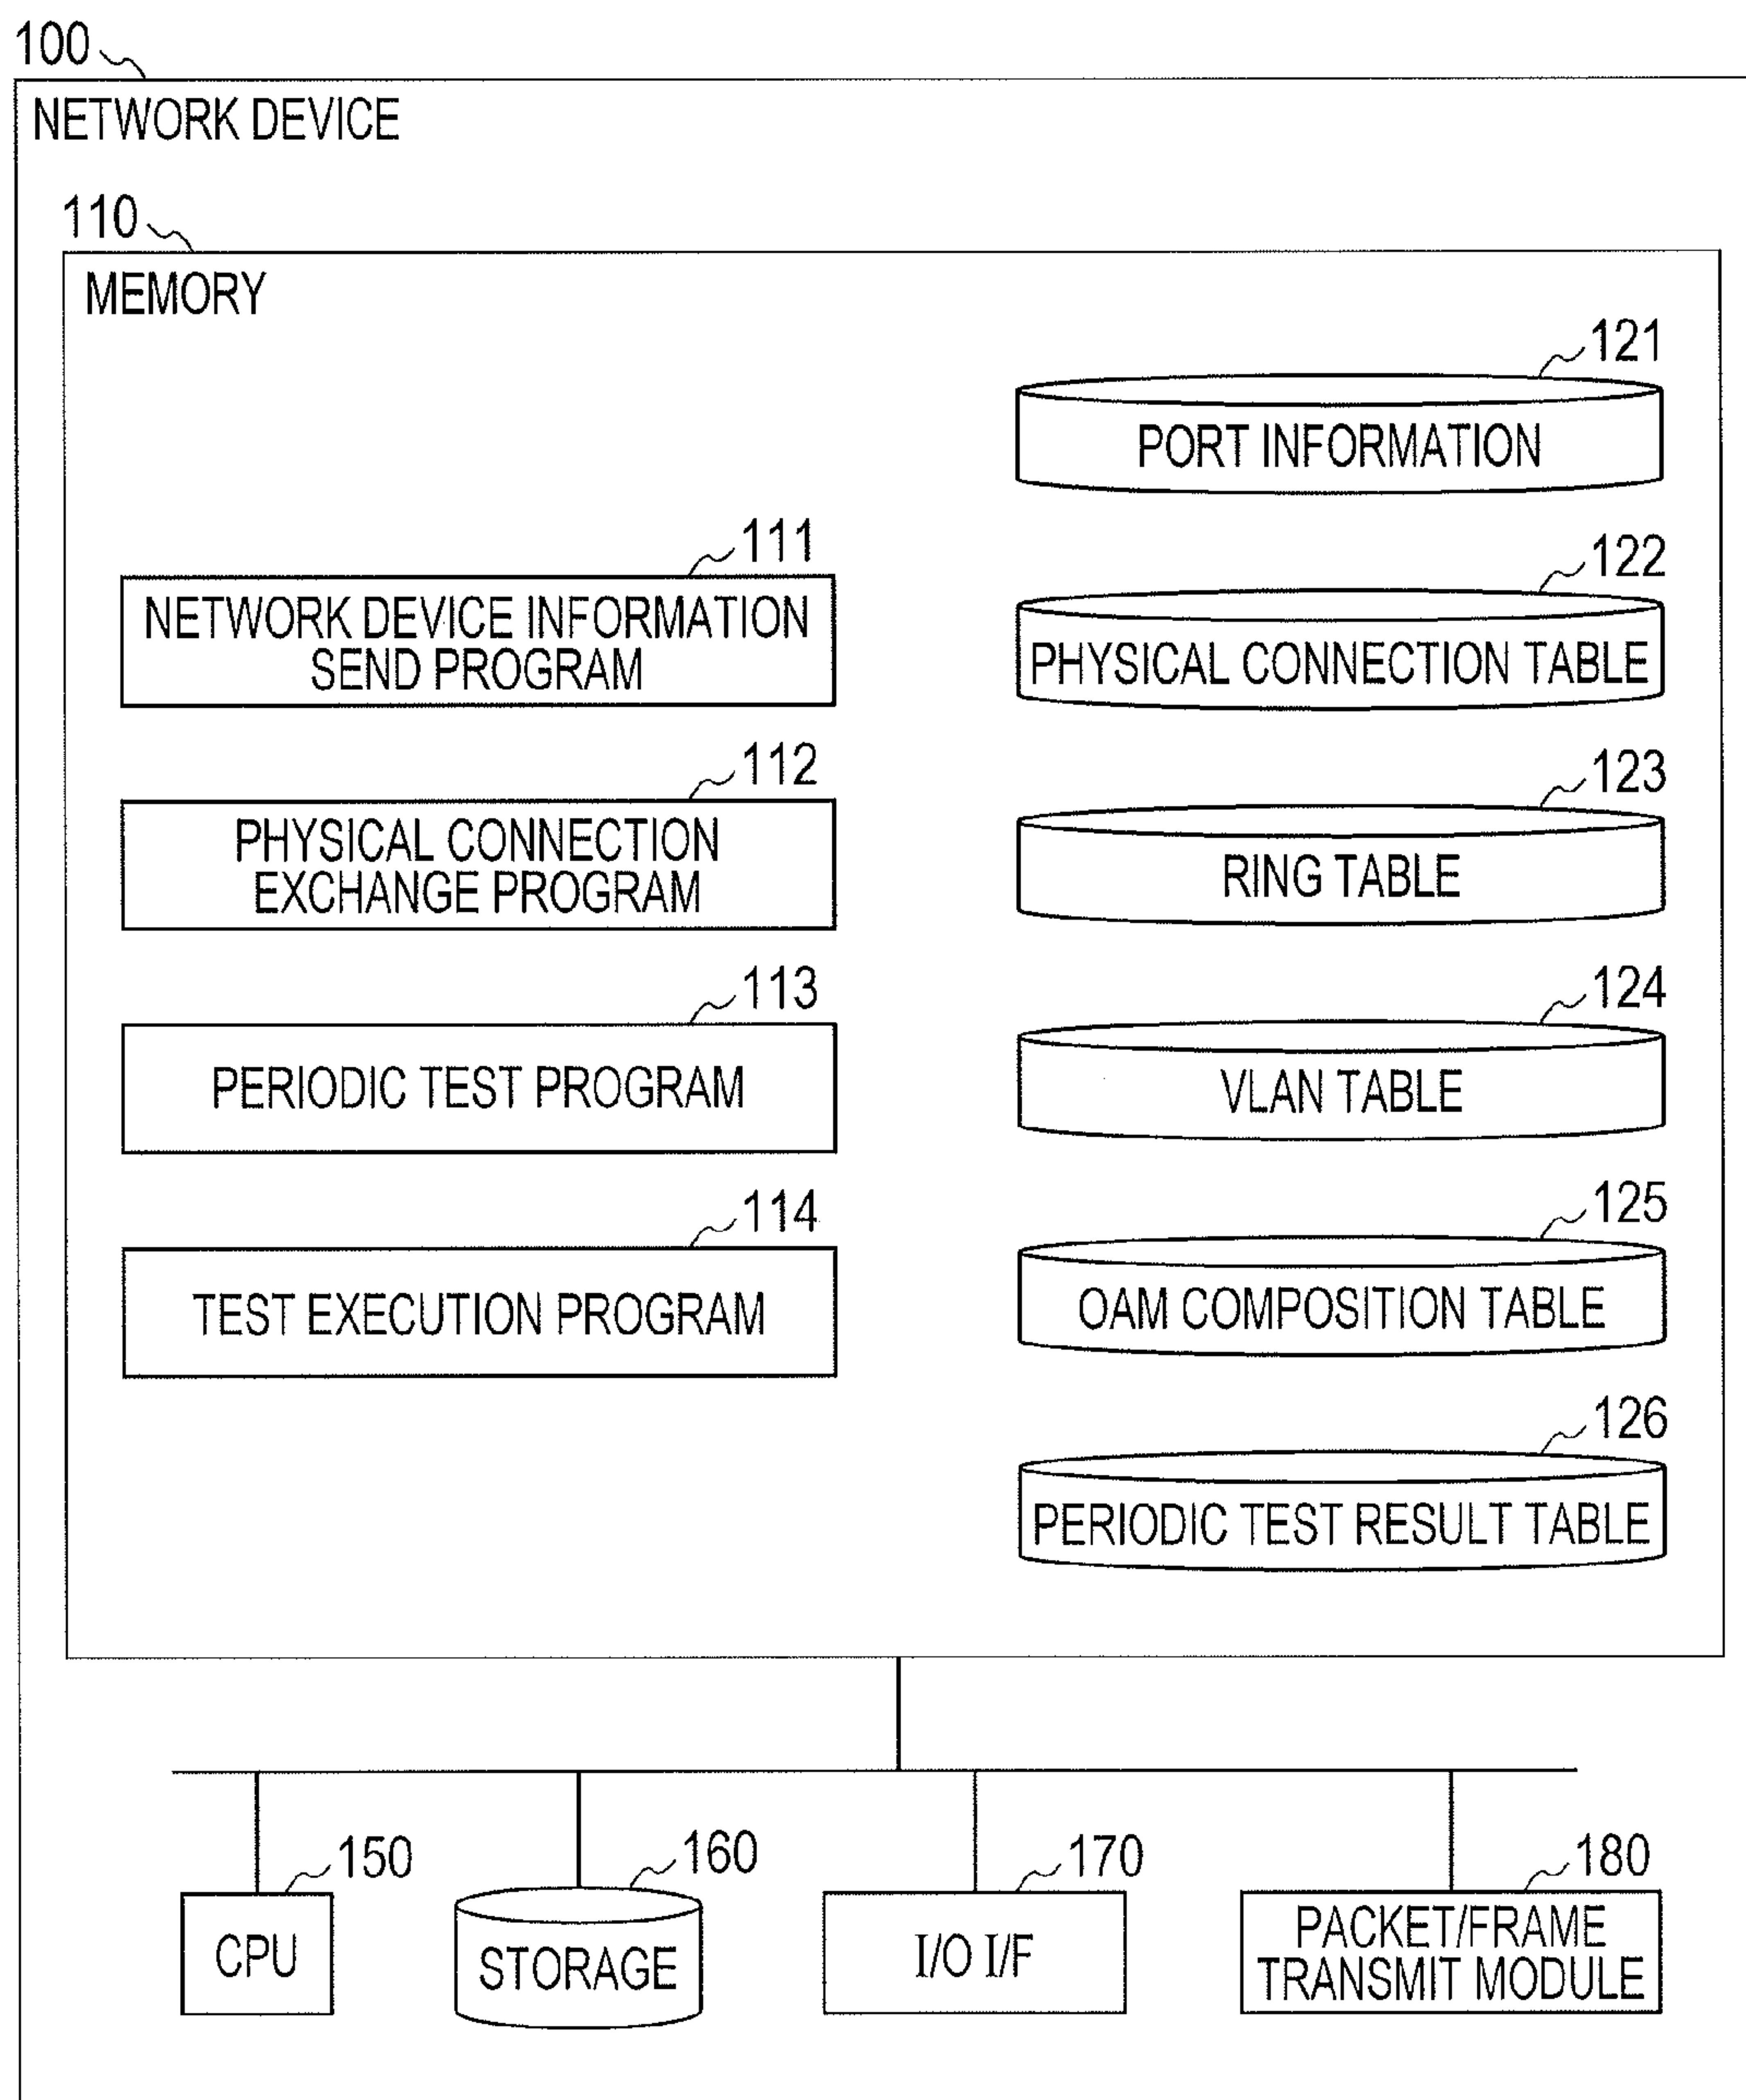 100
NETWORK DEVICE
110
MEMORY
121
PORT INFORMATION
111
NETWORK DEVICE INFORMATION
SEND PROGRAM
122
PHYSICAL CONNECTION TABLE
112
PHYSICAL CONNECTION
EXCHANGE PROGRAM
123
RING TABLE
113
PERIODIC TEST PROGRAM
124
VLAN TABLE
114
TEST EXECUTION PROGRAM
125
OAM COMPOSITION TABLE
126
PERIODIC TEST RESULT TABLE
150
CPU
160
STORAGE
170
I/O I/F
180
PACKET/FRAME
TRANSMIT MODULE